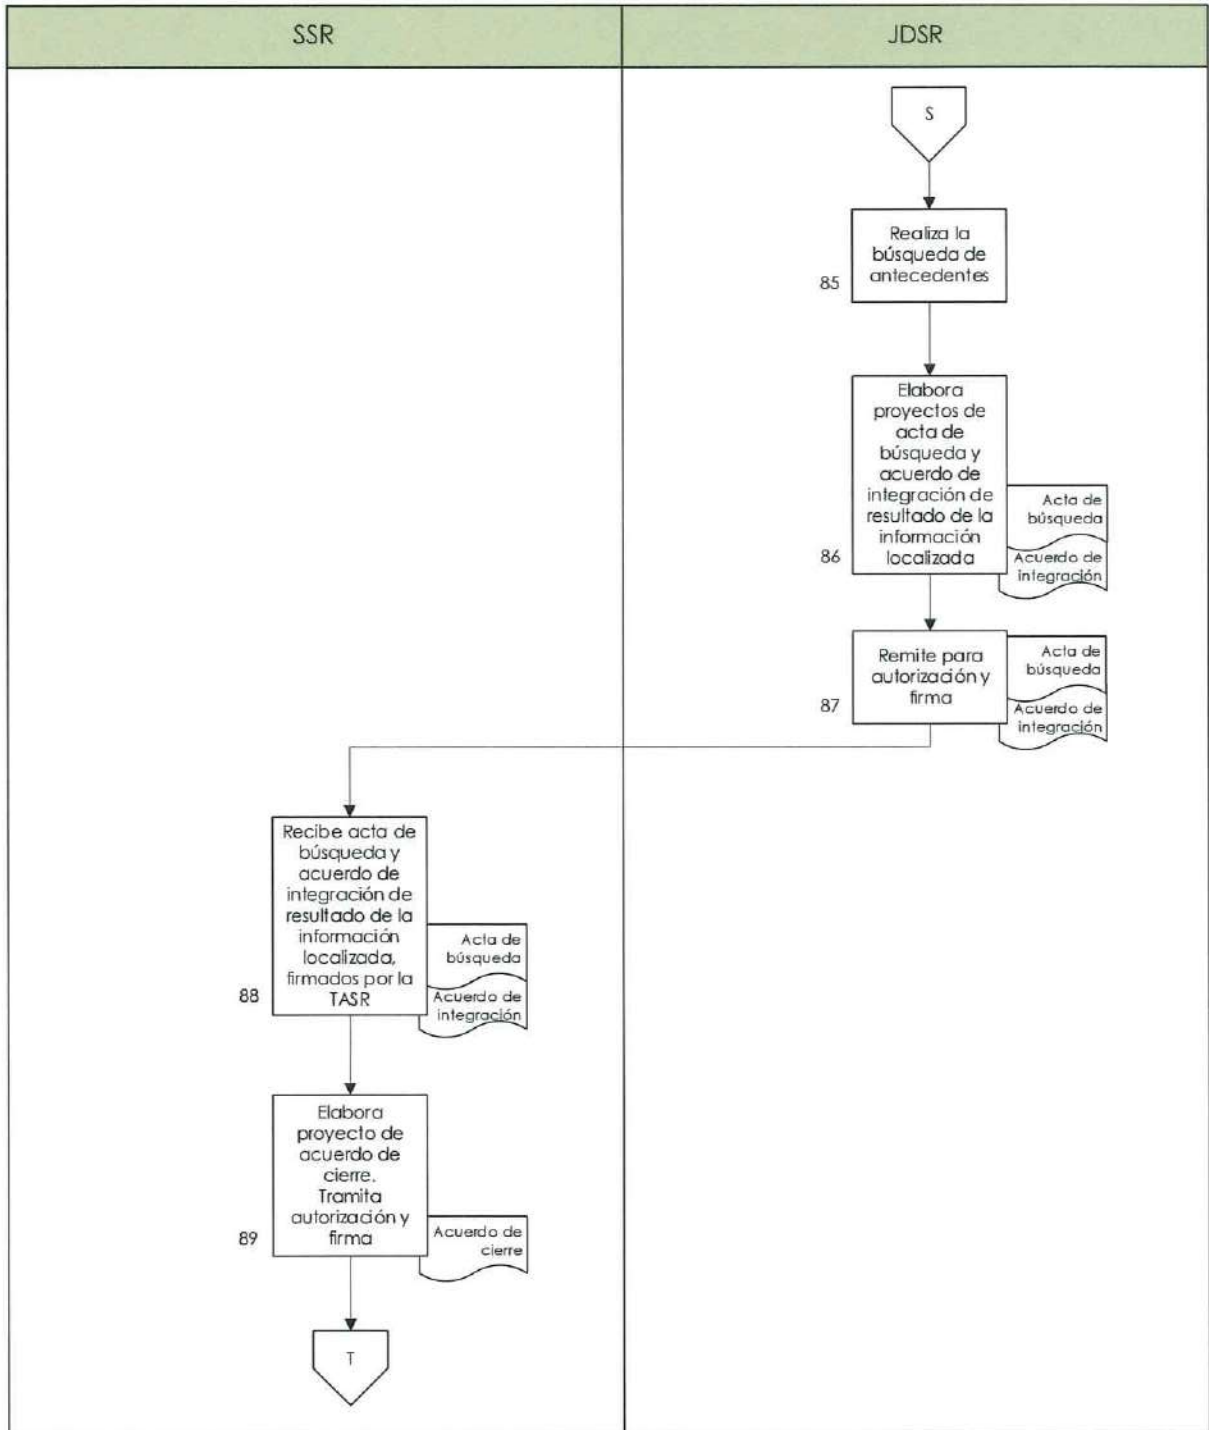 SSR
JDSR
S
Realiza la
búsqueda de
antecedentes
85
Elabora
proyectos de
acta de
búsqueda y
acuerdo de
integración de
resultado de la
información
localizada
86
Acta de
búsqueda
Acuerdo de
integración
Remite para
autorización y
firma
87
Acta de
búsqueda
Acuerdo de
integración
Recibe acta de
búsqueda y
acuerdo de
integración de
resultado de la
información
localizada,
firmados por la
TASR
88
Acta de
búsqueda
Acuerdo de
integración
Elabora
proyecto de
acuerdo de
cierre.
Tramita
autorización y
firma
89
Acuerdo de
cierre
T